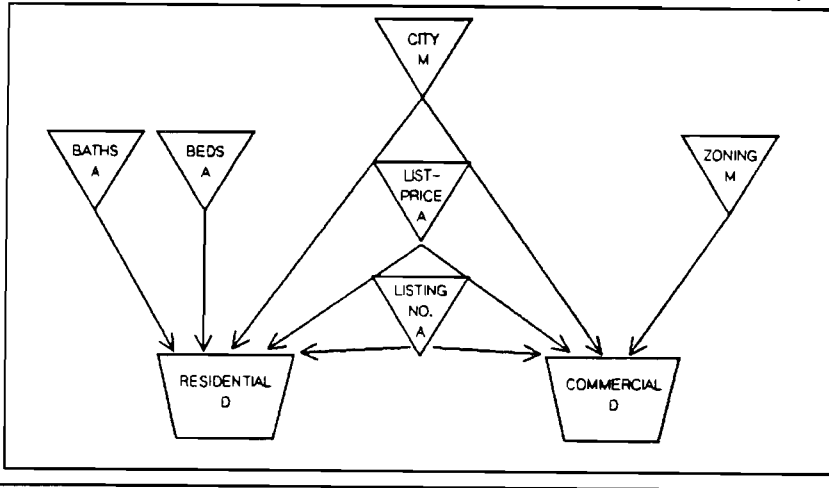 CITY
M
BATHS
A
BEDS
A
LIST-
PRICE
A
ZONING
M
LISTING
NO.
A
RESIDENTIAL
D
COMMERCIAL
D